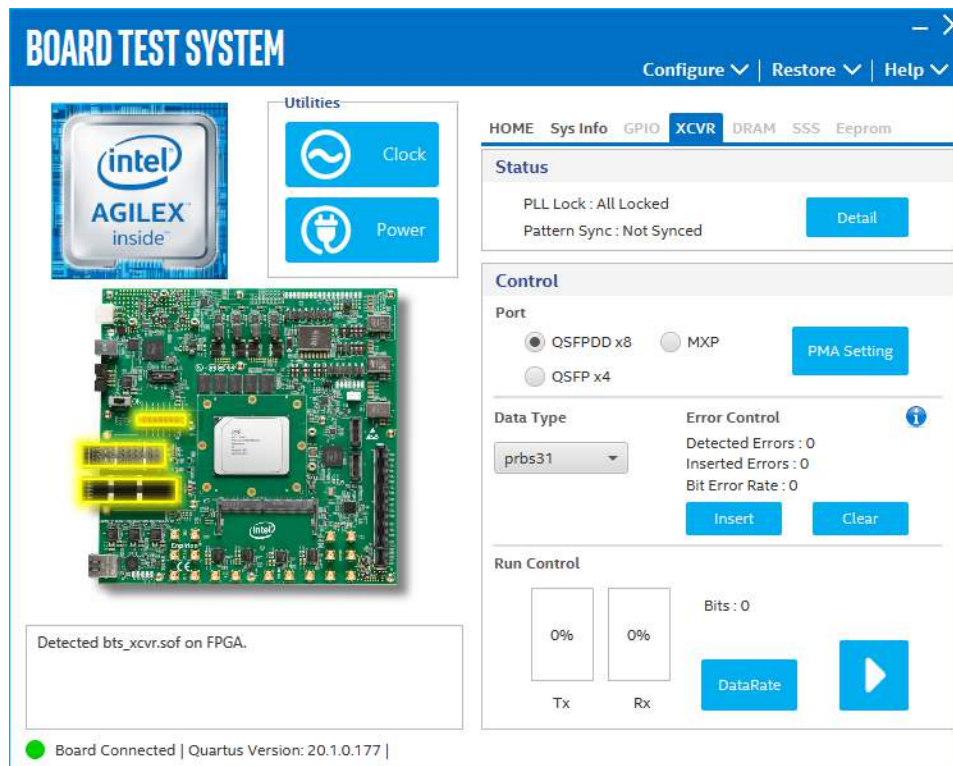 BOARD TEST SYSTEM
Configure | Restore | Help
intel
AGILEX
inside™
Utilities
Clock
Power
HOME Sys Info GPIO XCVR DRAM SSS Eeprom
Status
PLL Lock : All Locked
Pattern Sync : Not Synced
Detail
Control
Port
QSFPDD x8
MXP
QSFP x4
PMA Setting
Data Type
prbs31
Error Control
Detected Errors : 0
Inserted Errors : 0
Bit Error Rate : 0
Insert
Clear
Run Control
0%
0%
Tx
Rx
Bits : 0
DataRate
intel
CE
Detected bts_xcvr.sof on FPGA.
Board Connected | Quartus Version: 20.1.0.177 |